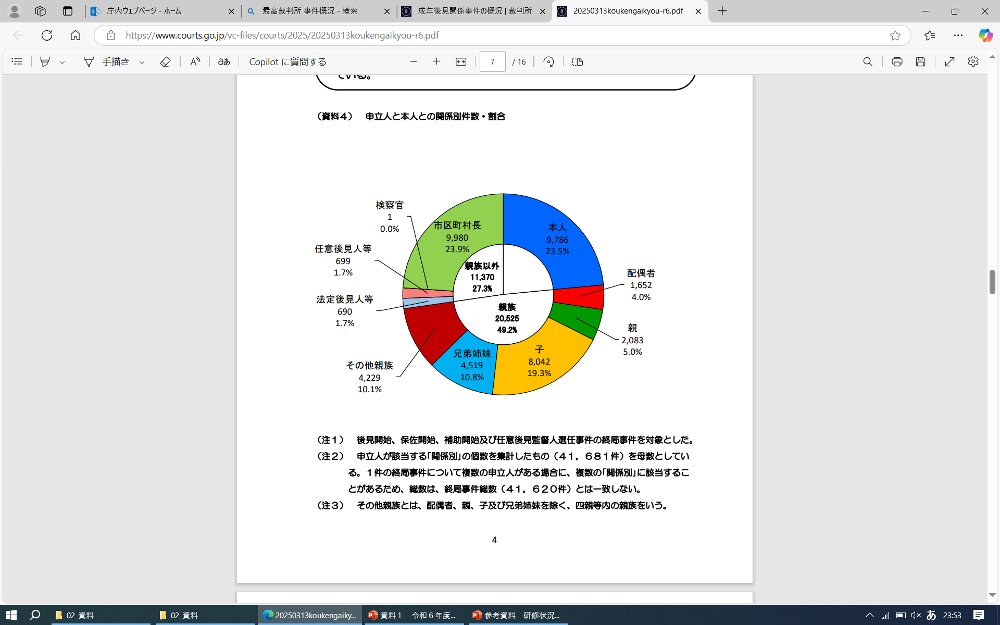 庁内ウェブページ - ホーム
最高裁判所 事件概況 - 検索
成年後見関係事件の概況 | 裁判所
20250313koukengaikyou-r6.pdf
https://www.courts.go.jp/vc-files/courts/2025/20250313koukengaikyou-r6.pdf
手描き
aあ
Copilot に質問する
7 / 16
ている。
（資料４） 申立人と本人との関係別件数・割合
検察官
1
0.0%
市区町村長
9,980
23.9%
本人
9,786
23.5%
任意後見人等
699
1.7%
親族以外
11,370
27.3%
配偶者
1,652
4.0%
法定後見人等
690
1.7%
親族
20,525
49.2%
親
2,083
5.0%
その他親族
4,229
10.1%
兄弟姉妹
4,519
10.8%
子
8,042
19.3%
（注１） 後見開始、保佐開始、補助開始及び任意後見監督人選任事件の終局事件を対象とした。
（注２） 申立人が該当する「関係別」の個数を集計したもの（４１，６８１件）を母数としてい
る。１件の終局事件について複数の申立人がある場合に、複数の「関係別」に該当するこ
とがあるため、総数は、終局事件総数（４１，６２０件）とは一致しない。
（注３） その他親族とは、配偶者、親、子及び兄弟姉妹を除く、四親等内の親族をいう。
4
02_資料
02_資料
20250313koukengaiky...
資料１ 令和６年度...
参考資料 研修状況...
あ
23:53